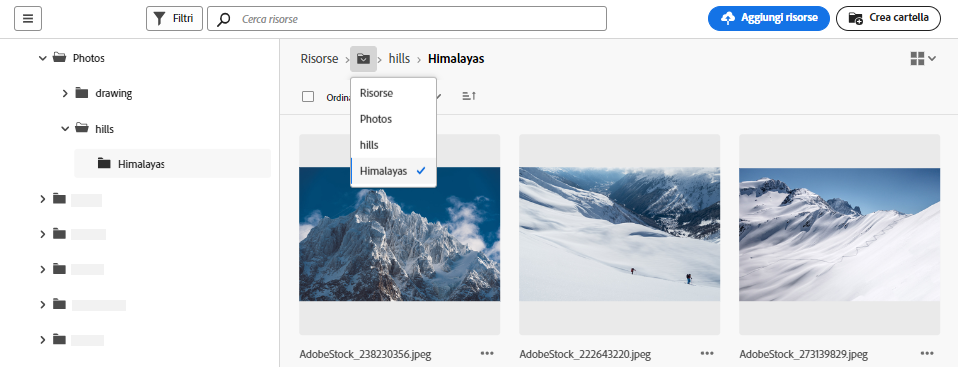 Filtri
Cerca risorse
Aggiungi risorse
Crea cartella
Photos
drawing
hills
Himalayas
Risorse › › hills › Himalayas
Risorse
Photos
hills
Himalayas
AdobeStock_238230356.jpeg
AdobeStock_222643220.jpeg
AdobeStock_273139829.jpeg